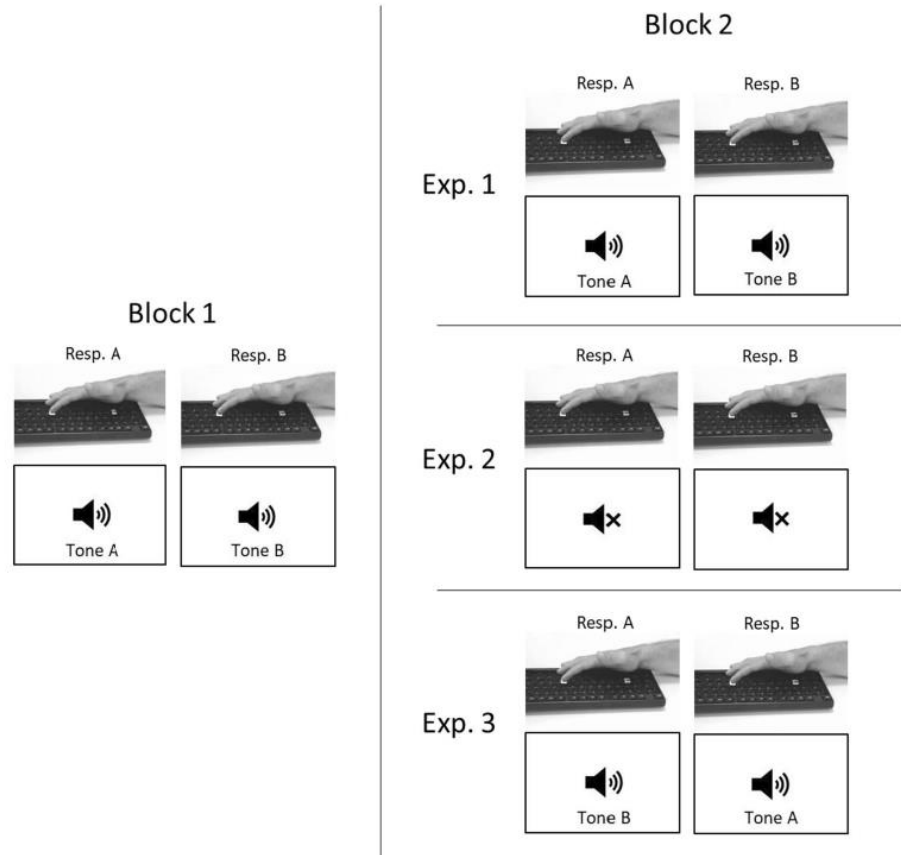 Block 1
Resp. A Resp. B
Tone A Tone B
Block 2
Exp. 1
Resp. A Resp. B
Tone A Tone B
Exp. 2
Resp. A Resp. B
Exp. 3
Resp. A Resp. B
Tone B Tone A